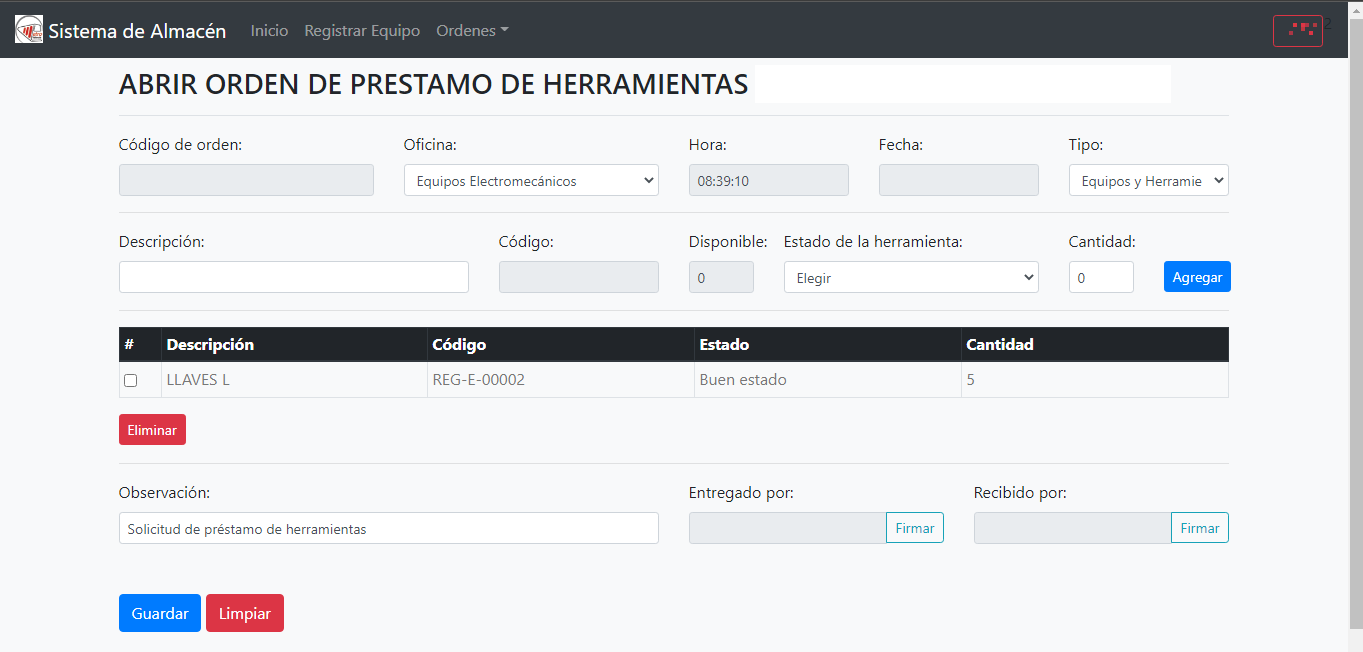 Sistema de Almacén Inicio Registrar Equipo Ordenes
ABRIR ORDEN DE PRESTAMO DE HERRAMIENTAS
Código de orden: Oficina: Hora: Fecha: Tipo:
Equipos Electromecánicos 08:39:10 Equipos y Herramie
Descripción: Código: Disponible: Estado de la herramienta: Cantidad:
0 Elegir 0 Agregar
# Descripción Código Estado Cantidad
LLAVES L REG-E-00002 Buen estado 5
Eliminar
Observación: Entregado por: Recibido por:
Solicitud de préstamo de herramientas Firmar Firmar
Guardar Limpiar